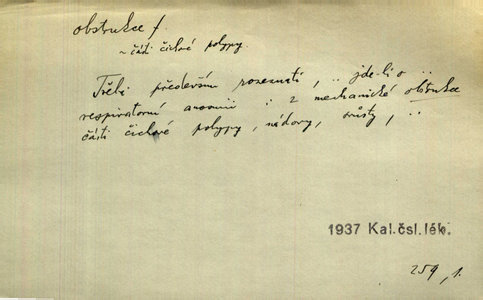 obstrukce f.
~ části čichové polypy.
Třeba především rozeznati, .. jde-li o ..
respiratorní anosmii z mechanické obstrukce
části čichové polypy, nádory, srůsty, ..
1937 Kal.čsl.lék.
259, 1.